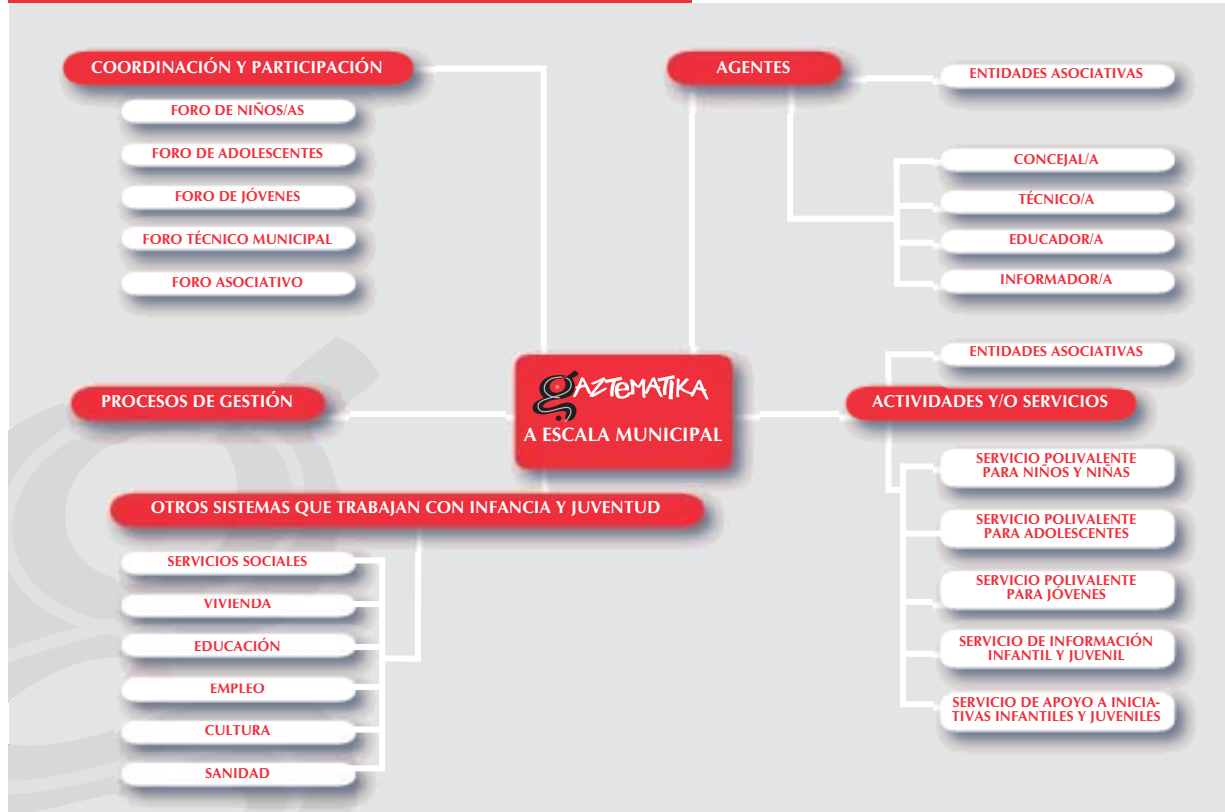 COORDINACIÓN Y PARTICIPACIÓN
FORO DE NIÑOS/AS
FORO DE ADOLESCENTES
FORO DE JÓVENES
FORO TÉCNICO MUNICIPAL
FORO ASOCIATIVO
AGENTES
ENTIDADES ASOCIATIVAS
CONCEJAL/A
TÉCNICO/A
EDUCADOR/A
INFORMADOR/A
PROCESOS DE GESTIÓN
gAZTEMATIKA
A ESCALA MUNICIPAL
ENTIDADES ASOCIATIVAS
ACTIVIDADES Y/O SERVICIOS
SERVICIO POLIVALENTE
PARA NIÑOS Y NIÑAS
SERVICIO POLIVALENTE
PARA ADOLESCENTES
SERVICIO POLIVALENTE
PARA JÓVENES
SERVICIO DE INFORMACIÓN
INFANTIL Y JUVENIL
SERVICIO DE APOYO A INICIA-
TIVAS INFANTILES Y JUVENILES
OTROS SISTEMAS QUE TRABAJAN CON INFANCIA Y JUVENTUD
SERVICIOS SOCIALES
VIVIENDA
EDUCACIÓN
EMPLEO
CULTURA
SANIDAD